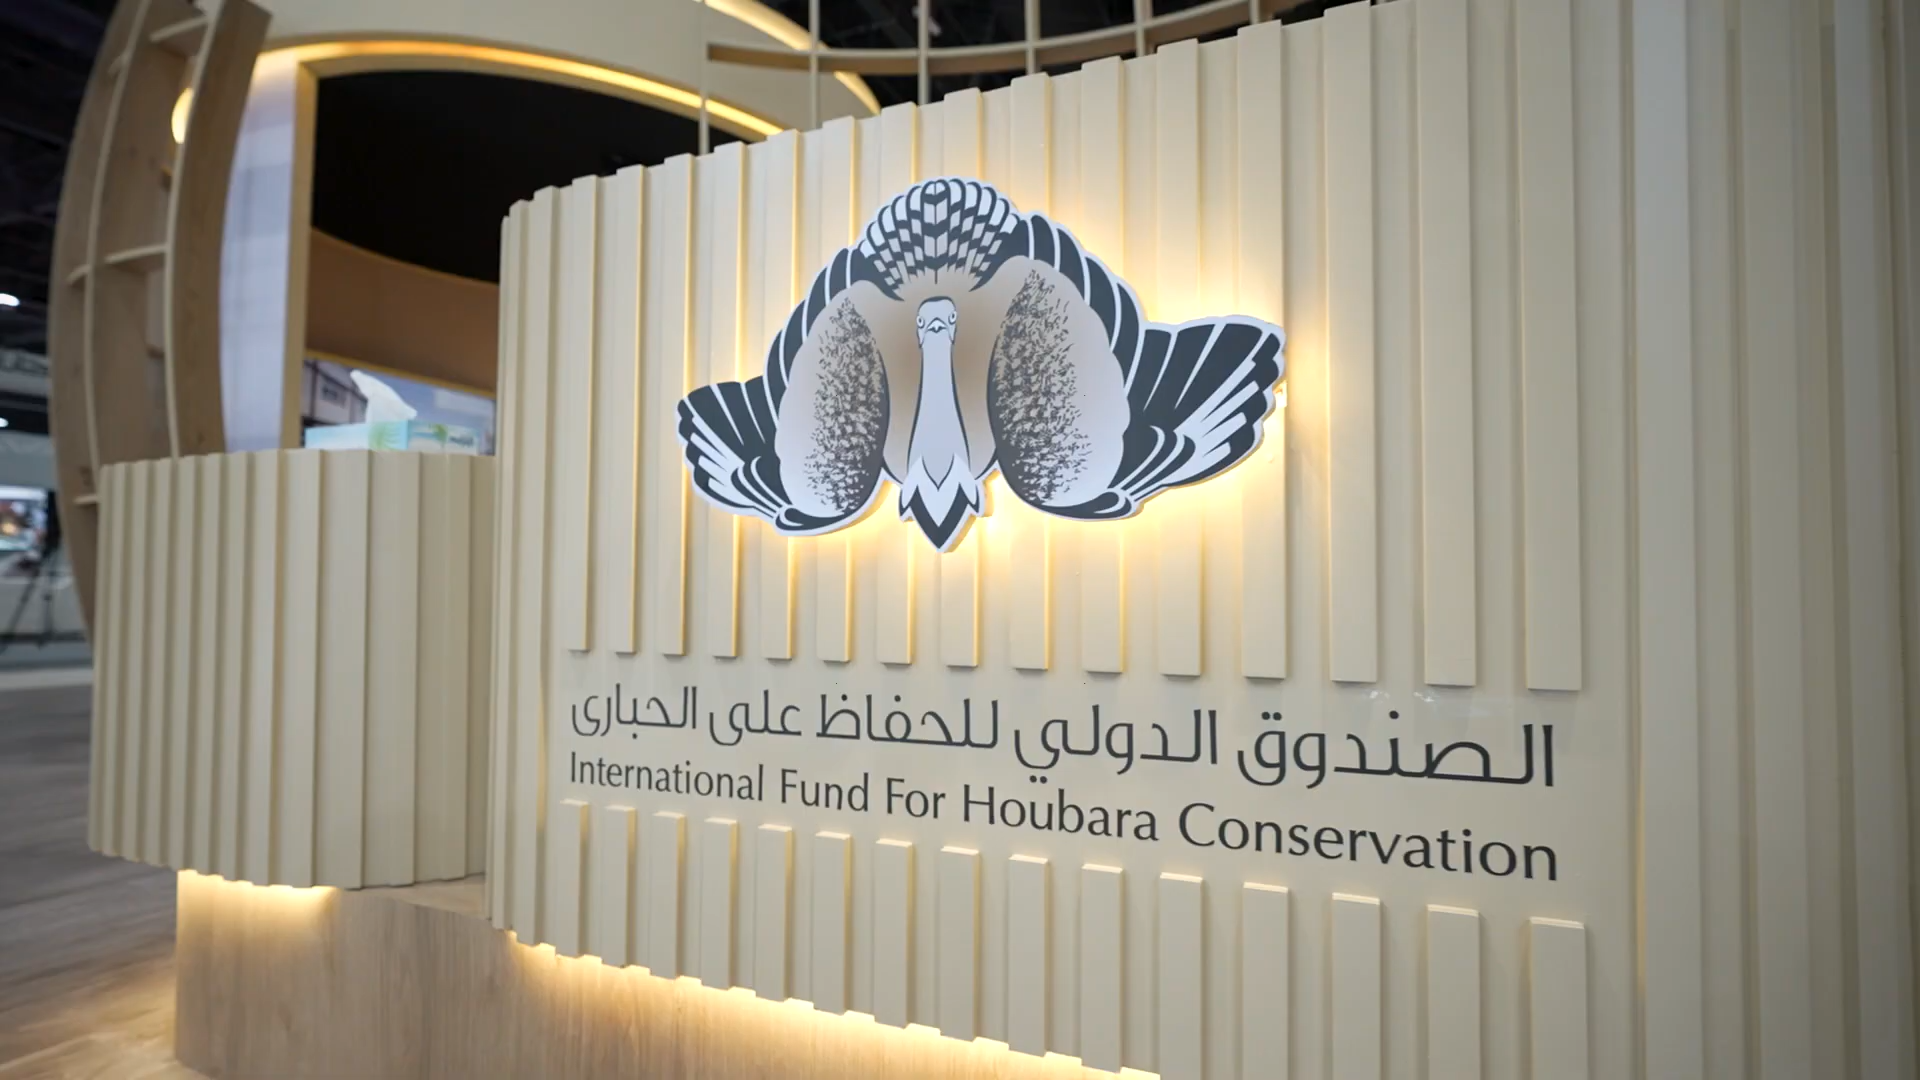 الصندوق الدولي للحفاظ على الحبارى
International Fund For Houbara Conservation